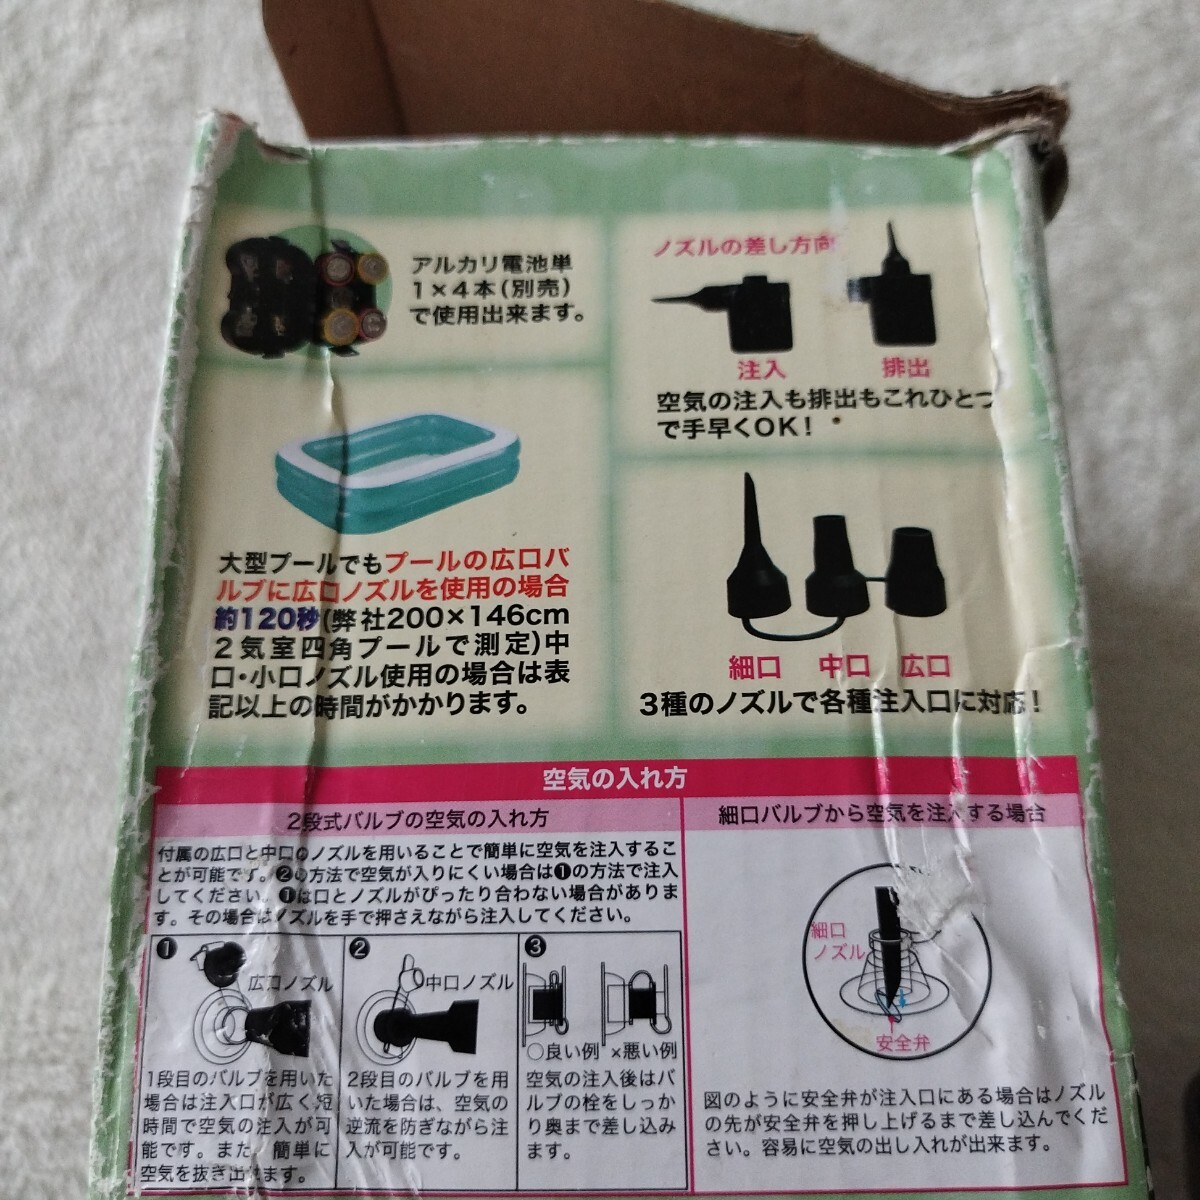 アルカリ電池単
1×4本(別売)
で使用出来ます。
ノズルの差し方向
注入
排出
空気の注入も排出もこれひとつ
で手早くOK!
大型プールでもプールの広口バ
ルブに広口ノズルを使用の場合
約120秒(弊社200×146cm
2気室四角プールで測定)中
口・小口ノズル使用の場合は表
記以上の時間がかかります。
細口 中口 広口
3種のノズルで各種注入口に対応!
空気の入れ方
2段式バルブの空気の入れ方
付属の広口と中口のノズルを用いることで簡単に空気を注入するこ
とが可能です。❷の方法で空気が入りにくい場合は❶の方法で注入
してください。❶は口とノズルがぴったり合わない場合がありま
す。その場合はノズルを手で押さえながら注入してください。
❶
広口ノズル
1段目のバルブを用いた
場合は注入口が広く短
時間で空気の注入が可
能です。また、簡単に
空気を抜き出せます。
❷
中口ノズル
2段目のバルブを用
いた場合は、空気の
逆流を防ぎながら注
入が可能です。
❸
○良い例 ×悪い例
空気の注入後はバ
ルブの栓をしっか
り奥まで差し込み
ます。
細口バルブから空気を注入する場合
細口
ノズル
安全弁
図のように安全弁が注入口にある場合はノズル
の先が安全弁を押し上げるまで差し込んでくだ
さい。容易に空気の出し入れが出来ます。